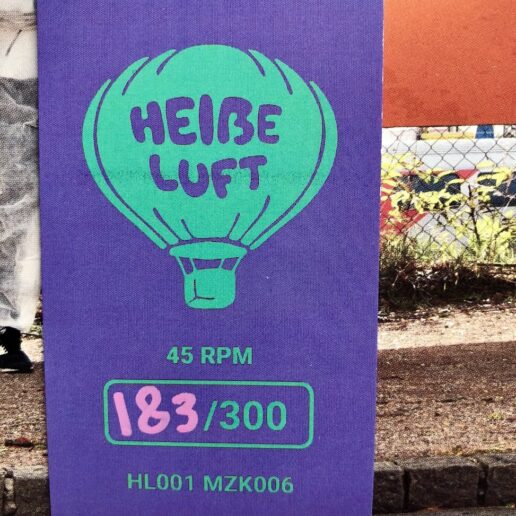 HEIßE
LUFT
45 RPM
183/300
HL001 MZK006